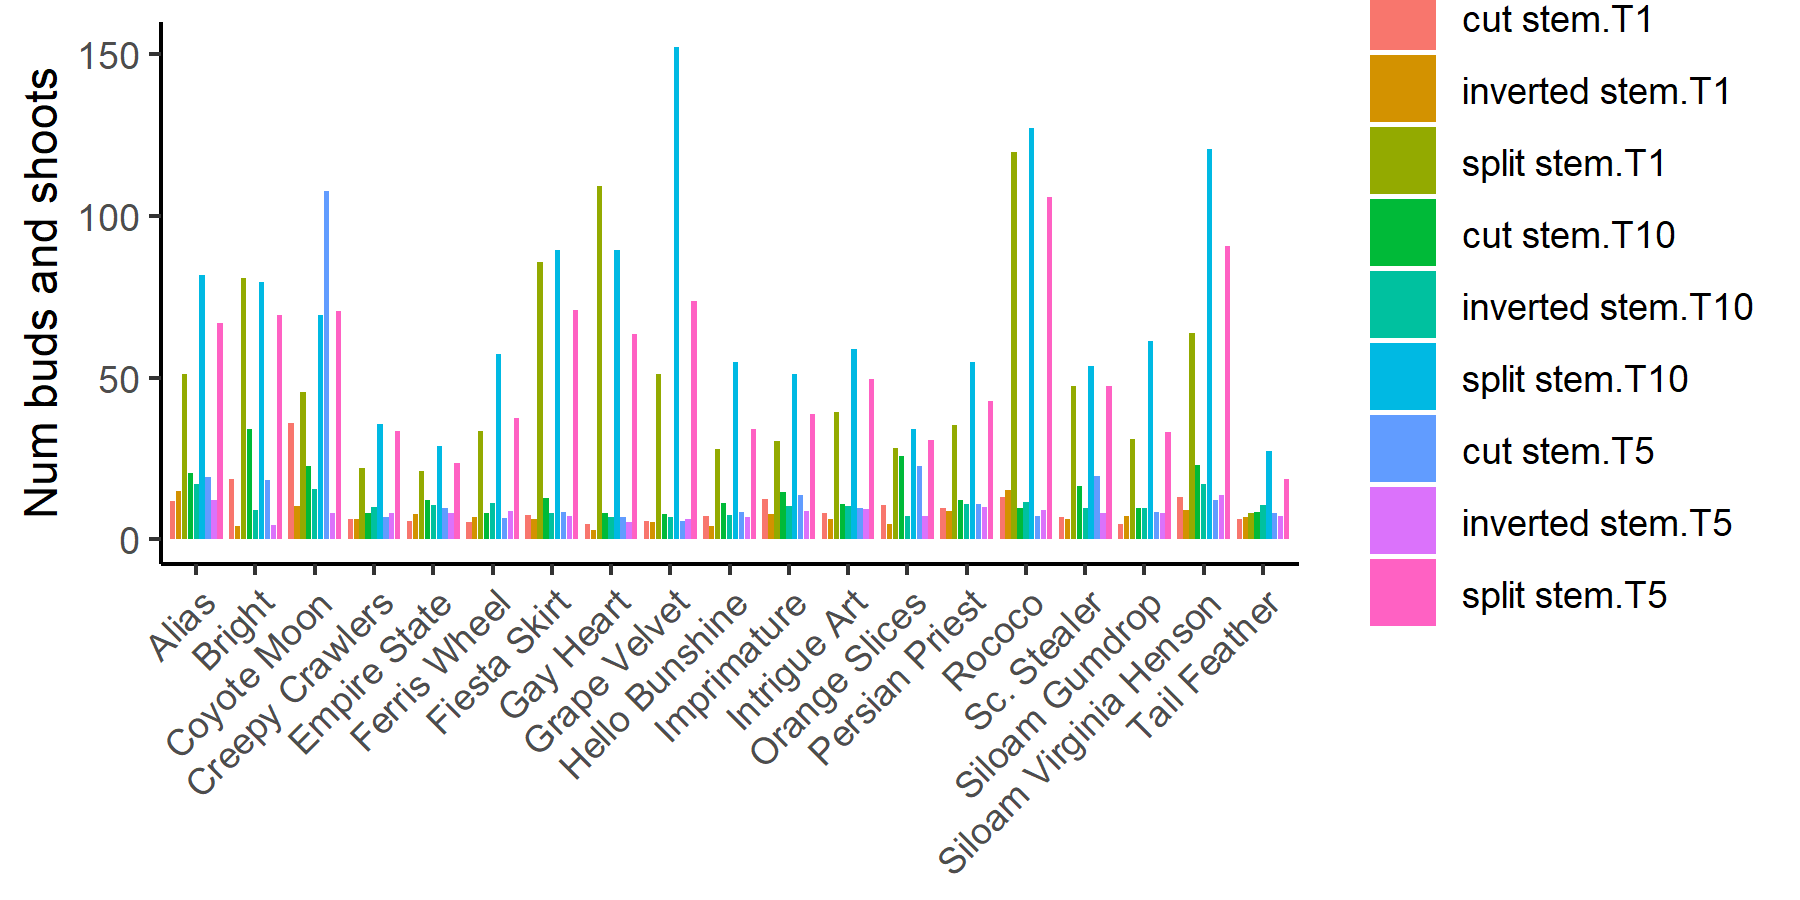 Num buds and shoots
150
100
50
0
Alias
Bright
Coyote Moon
Creepy Crawlers
Empire State
Ferris Wheel
Fiesta Skirt
Gay Heart
Grape Velvet
Hello Bunshine
Imprimature
Intrigue Art
Orange Slices
Persian Priest
Rococo
Sc. Stealer
Siloam Gumdrop
Siloam Virginia Henson
Tail Feather
cut stem.T1
inverted stem.T1
split stem.T1
cut stem.T10
inverted stem.T10
split stem.T10
cut stem.T5
inverted stem.T5
split stem.T5